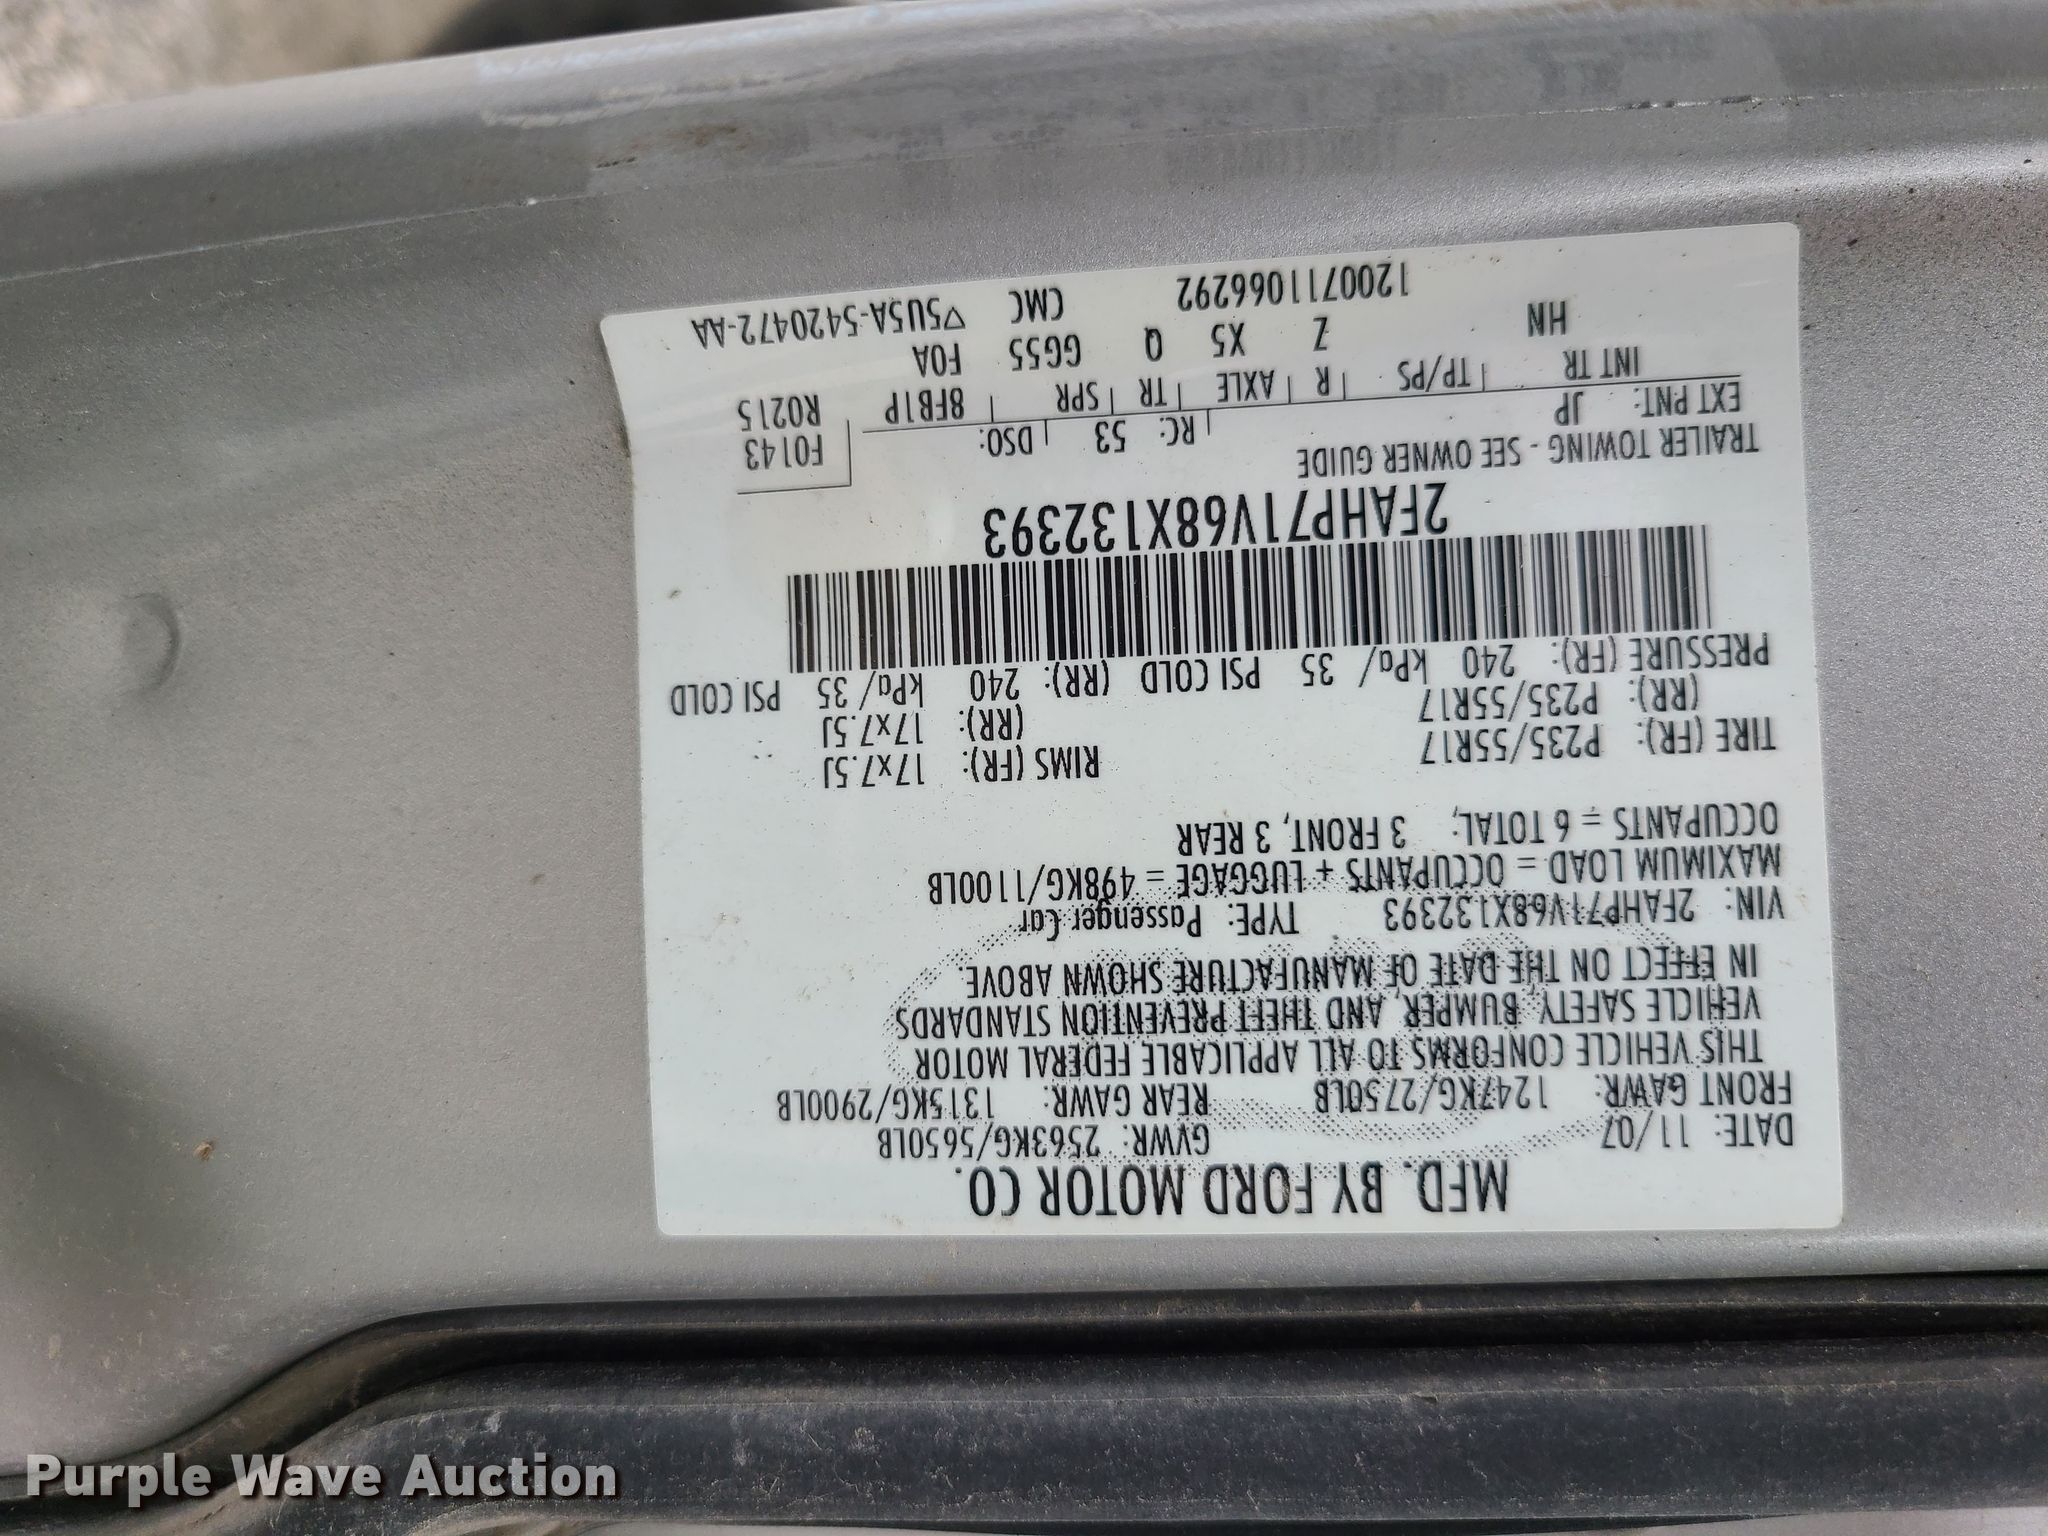 MFD. BY FORD MOTOR CO.
DATE: 11/07 GVWR: 2563KG/5650LB
FRONT GAWR: 1247KG/2750LB REAR GAWR: 1315KG/2900LB
THIS VEHICLE CONFORMS TO ALL APPLICABLE FEDERAL MOTOR
VEHICLE SAFETY, BUMPER, AND THEFT PREVENTION STANDARDS
IN EFFECT ON THE DATE OF MANUFACTURE SHOWN ABOVE.
VIN: 2FAHP71V68X132393 TYPE: Passenger Car
MAXIMUM LOAD = OCCUPANTS + LUGGAGE = 498KG/1100LB
OCCUPANTS = 6 TOTAL, 3 FRONT, 3 REAR
TIRE (FR): P235/55R17 RIMS (FR): 17x7.5J
(RR): P235/55R17 (RR): 17x7.5J
PRESSURE (FR): 240 kPa/ 35 PSI COLD (RR): 240 kPa/ 35 PSI COLD
2FAHP71V68X132393
TRAILER TOWING - SEE OWNER GUIDE
F0143
EXT PNT: JP RC: 53 DSO:
R0215
INT TR TP/PS R AXLE TR SPR 8FB1P
HN Z X5 Q GG55 F0A
120071106292 CMC ▽5U5A-5420472-AA
Purple Wave Auction